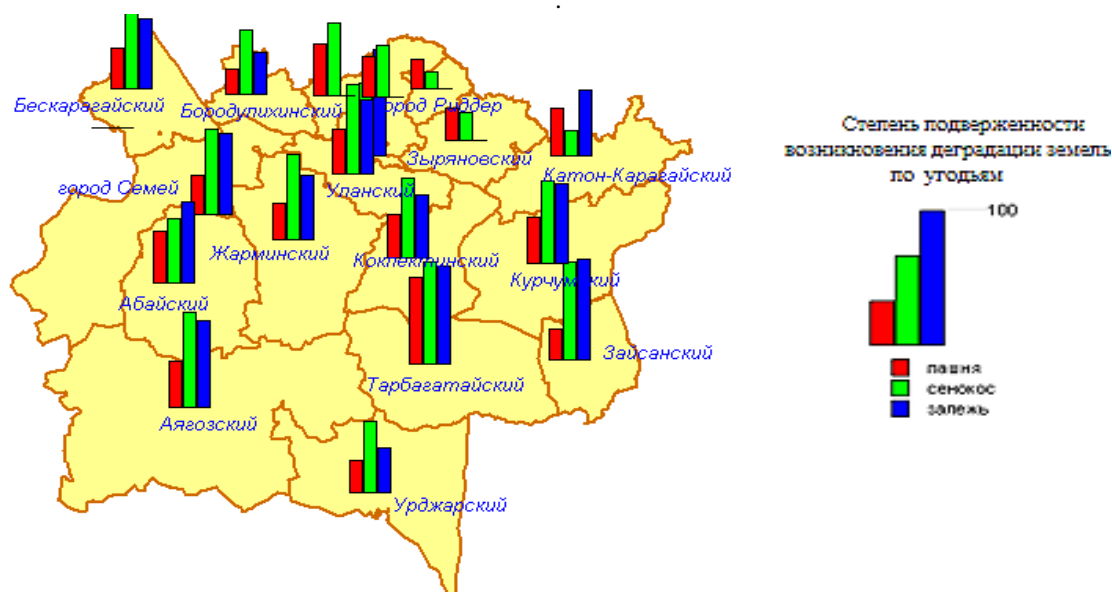 .
Бескарагайский
Бородулихинский
город Риддер
Зыряновский
Катон-Карагайский
город Семей
Уланский
Жарминский
Кокпектинский
Курчумский
Абайский
Зайсанский
Тарбагатайский
Аягозский
Урджарский
Степень подверженности
возникновения деградации земель
по угодьям
100
пашня
сенокос
залежь